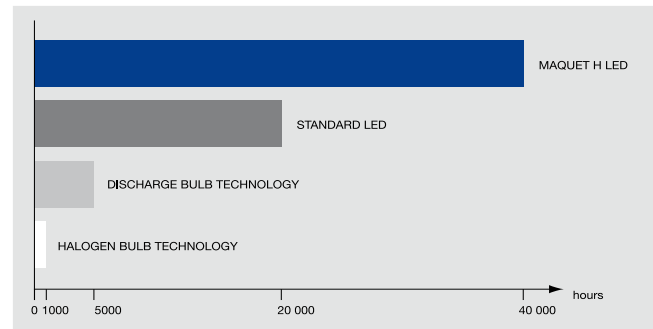 MAQUET H LED
STANDARD LED
DISCHARGE BULB TECHNOLOGY
HALOGEN BULB TECHNOLOGY
hours
0 1000 5000 20 000 40 000